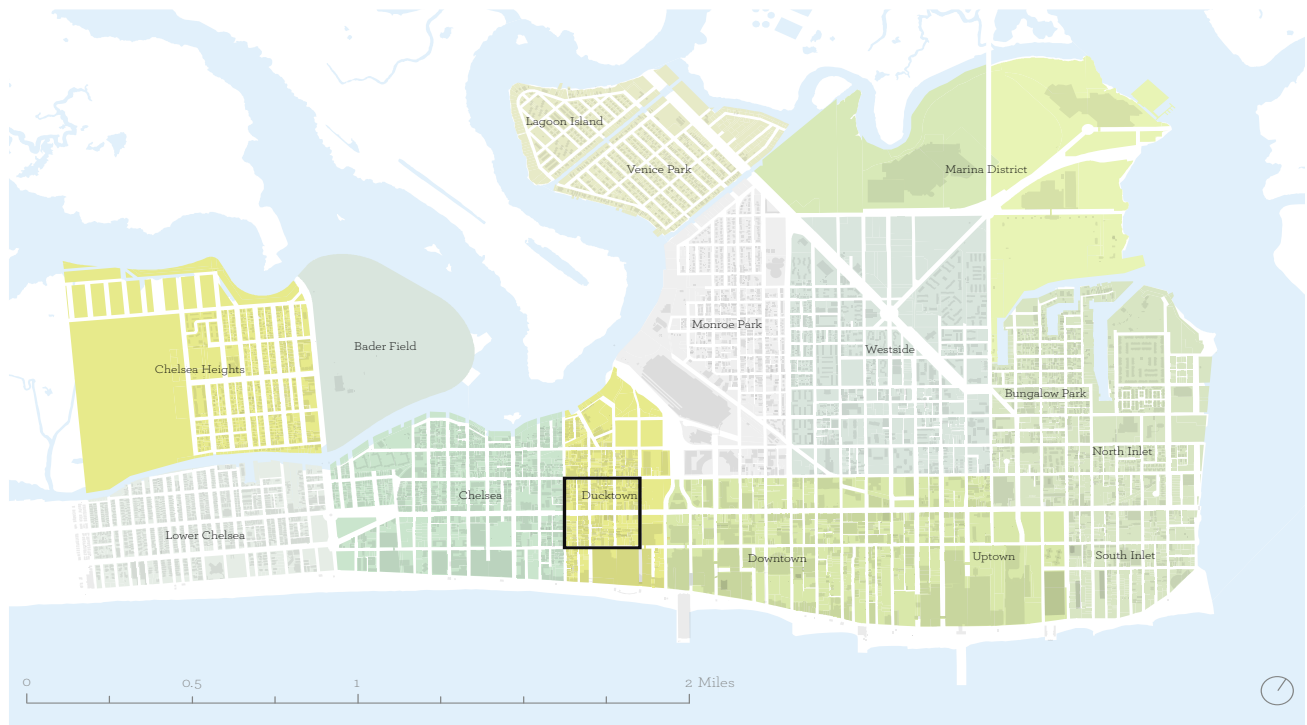 Lagoon Island
Venice Park
Marina District
Monroe Park
Bader Field
Westside
Chelsea Heights
Bungalow Park
North Inlet
Chelsea
Ducktown
Lower Chelsea
Downtown
Uptown
South Inlet
0
0.5
1
2 Miles